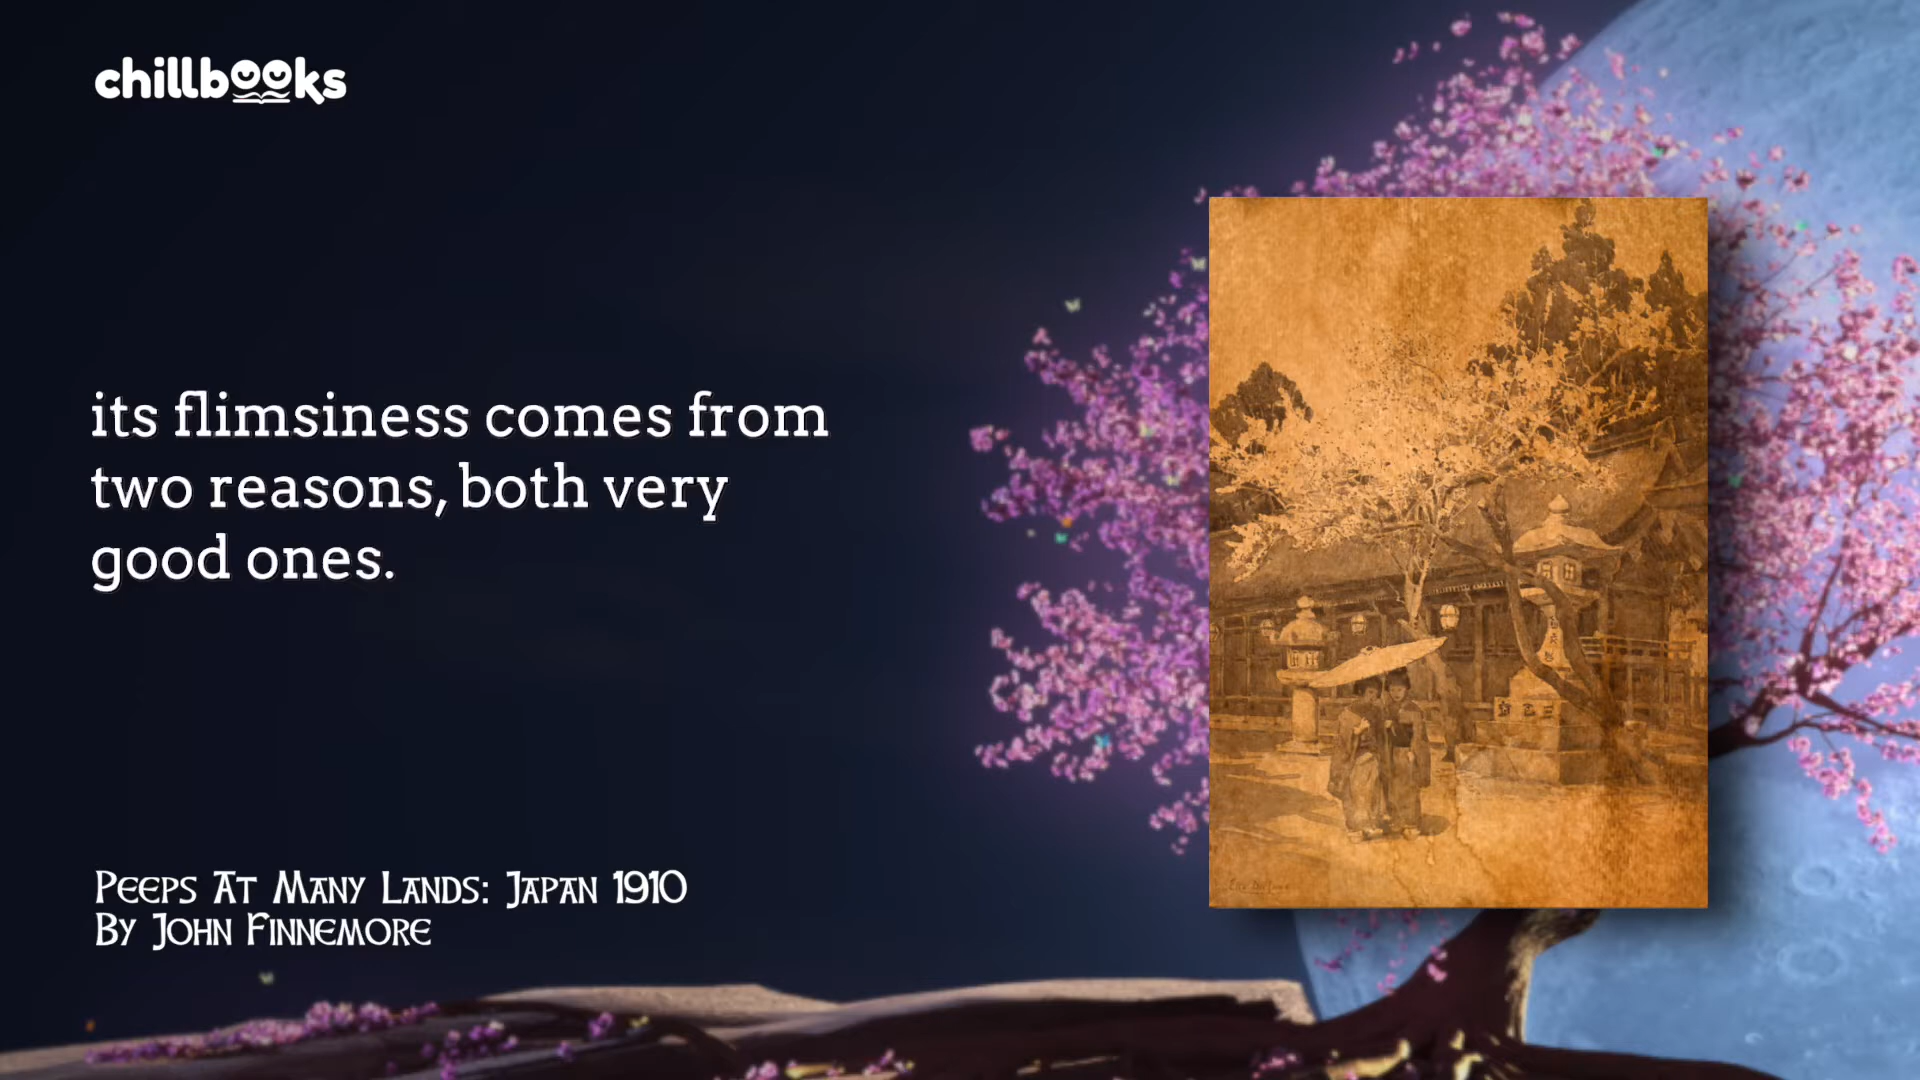 chillbooks
its flimsiness comes from
two reasons, both very
good ones.
Peeps At Many Lands: Japan 1910
By John Finnemore